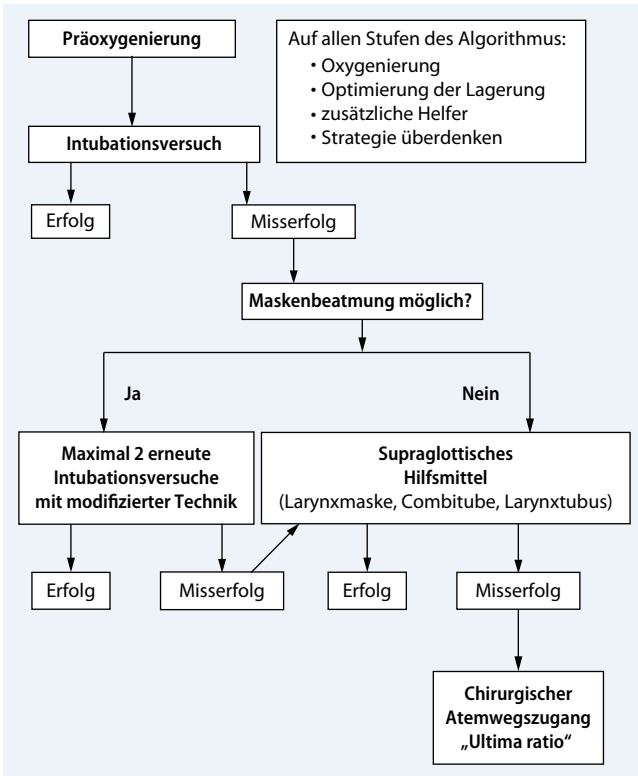 Präoxygenierung
Auf allen Stufen des Algorithmus:
• Oxygenierung
• Optimierung der Lagerung
• zusätzliche Helfer
• Strategie überdenken
Intubationsversuch
Erfolg
Misserfolg
Maskenbeatmung möglich?
Ja
Nein
Maximal 2 erneute
Intubationsversuche
mit modifizierter Technik
Supraglottisches
Hilfsmittel
(Larynxmaske, Combitube, Larynxtubus)
Erfolg
Misserfolg
Erfolg
Misserfolg
Chirurgischer
Atemwegszugang
„Ultima ratio“